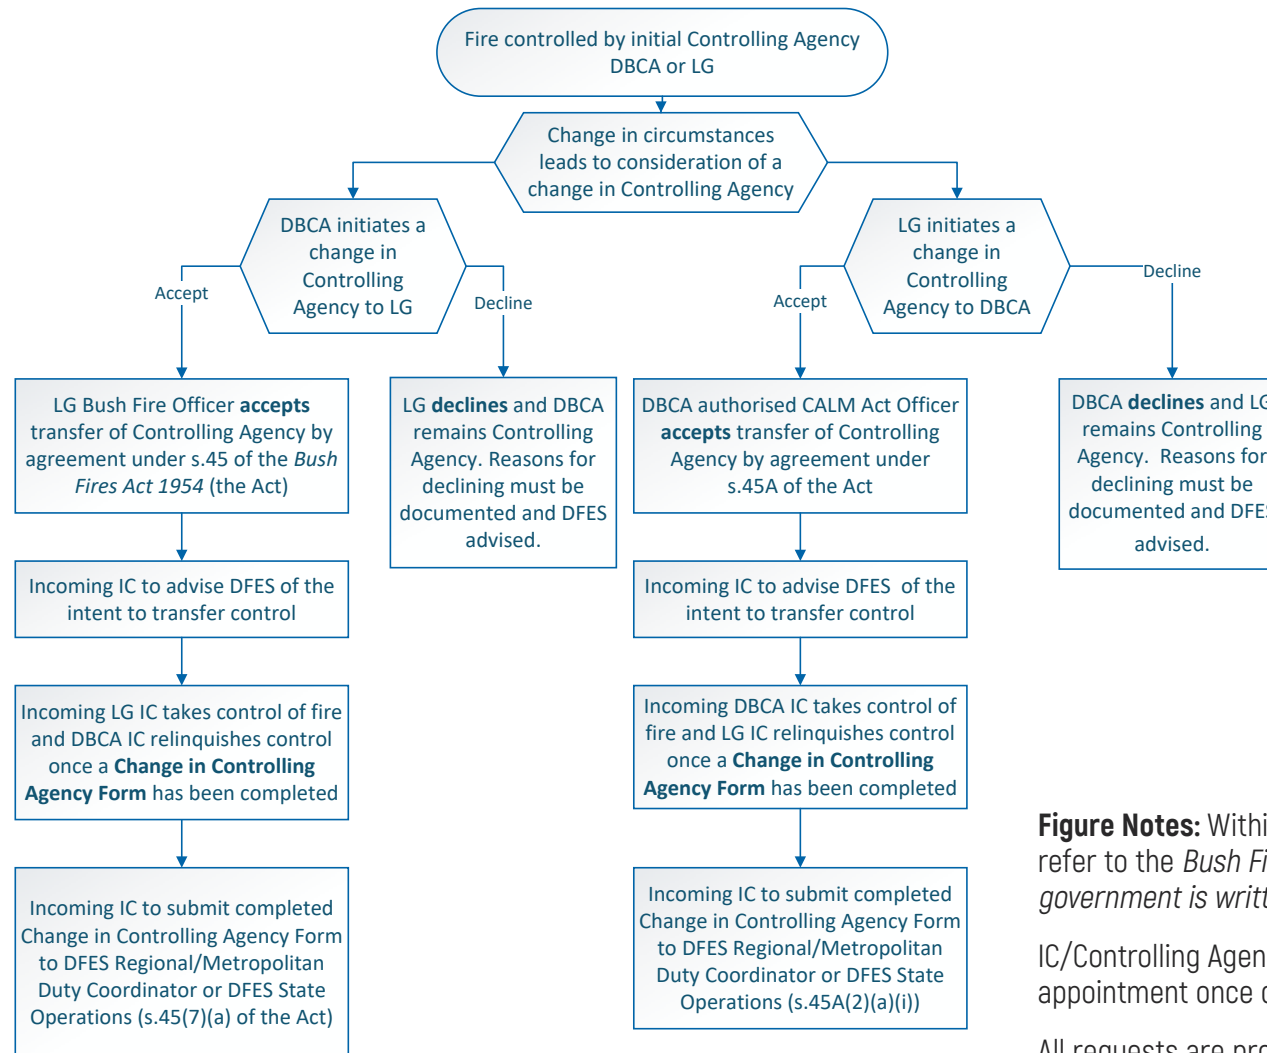 Fire controlled by initial Controlling Agency
DBCA or LG
Change in circumstances
leads to consideration of a
change in Controlling Agency
DBCA initiates a
change in
Controlling
Agency to LG
LG initiates a
change in
Controlling
Agency to DBCA
Accept
Decline
Accept
Decline
LG Bush Fire Officer accepts
transfer of Controlling Agency by
agreement under s.45 of the Bush
Fires Act 1954 (the Act)
LG declines and DBCA
remains Controlling
Agency. Reasons for
declining must be
documented and DFES
advised.
DBCA authorised CALM Act Officer
accepts transfer of Controlling
Agency by agreement under
s.45A of the Act
DBCA declines and LG
remains Controlling
Agency. Reasons for
declining must be
documented and DFES
advised.
Incoming IC to advise DFES of the
intent to transfer control
Incoming IC to advise DFES of the
intent to transfer control
Incoming LG IC takes control of fire
and DBCA IC relinquishes control
once a Change in Controlling
Agency Form has been completed
Incoming DBCA IC takes control of
fire and LG IC relinquishes control
once a Change in Controlling
Agency Form has been completed
Incoming IC to submit completed
Change in Controlling Agency Form
to DFES Regional/Metropolitan
Duty Coordinator or DFES State
Operations (s.45(7)(a) of the Act)
Incoming IC to submit completed
Change in Controlling Agency Form
to DFES Regional/Metropolitan
Duty Coordinator or DFES State
Operations (s.45A(2)(a)(i))
Figure Notes: Withi
refer to the Bush Fi
government is writt
IC/Controlling Agen
appointment once
All requests are pro